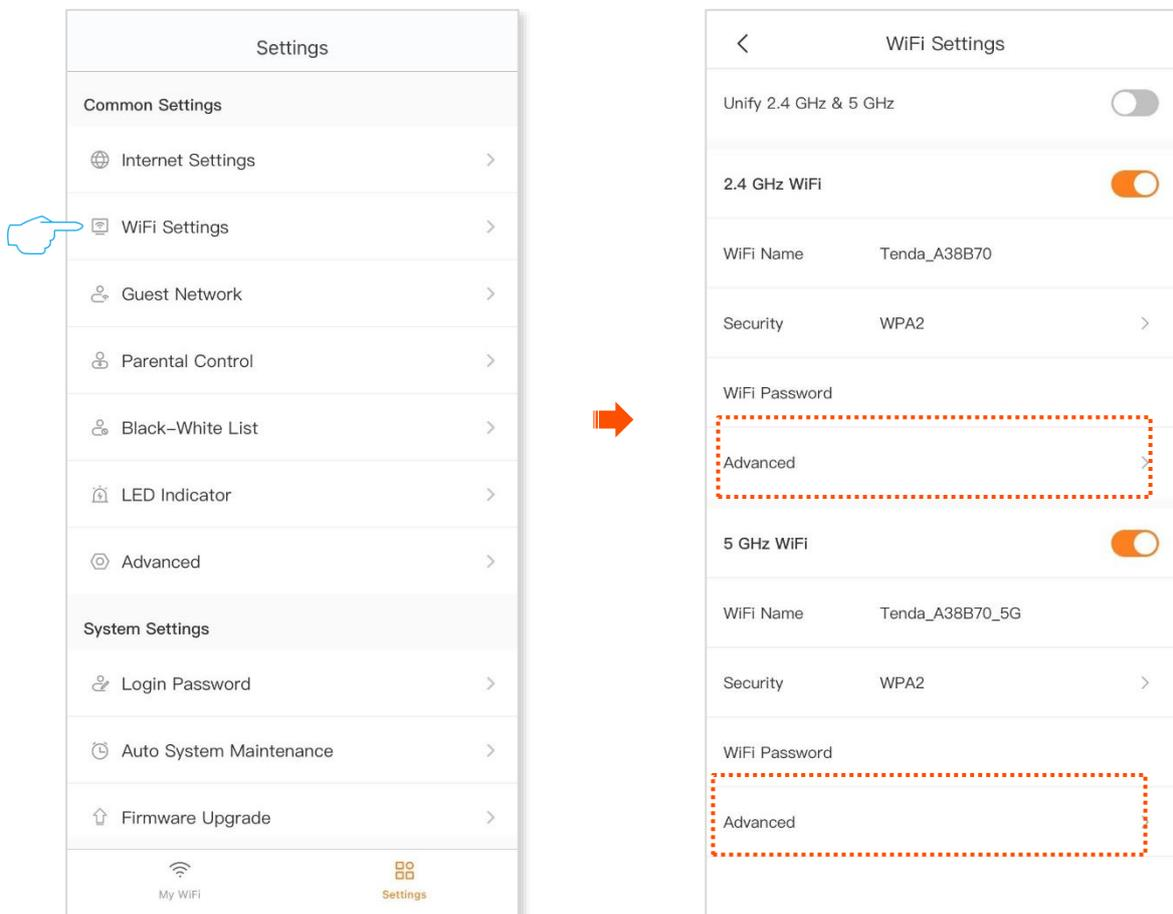 Settings
Common Settings
Internet Settings
WiFi Settings
Guest Network
Parental Control
Black-White List
LED Indicator
Advanced
System Settings
Login Password
Auto System Maintenance
Firmware Upgrade
My WiFi
Settings
WiFi Settings
Unify 2.4 GHz & 5 GHz
2.4 GHz WiFi
WiFi Name Tenda_A38B70
Security WPA2
WiFi Password
Advanced
5 GHz WiFi
WiFi Name Tenda_A38B70_5G
Security WPA2
WiFi Password
Advanced